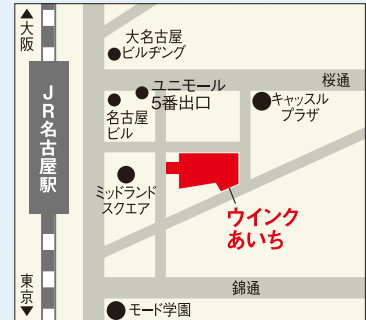 ▲大阪
大名古屋
ビルヂング
ユニモール
5番出口
桜通
キャッスル
プラザ
名古屋
ビル
JR名古屋駅
ミッドランド
スクエア
ウインク
あいち
東京▼
錦通
モード学園